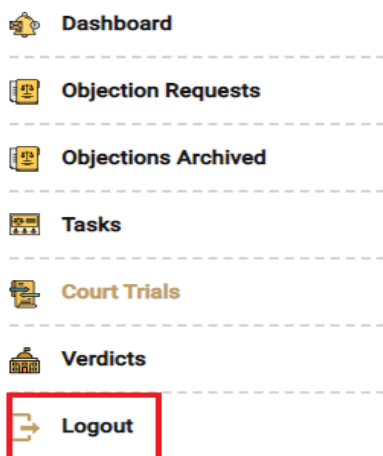 Dashboard
Objection Requests
Objections Archived
Tasks
Court Trials
Verdicts
Logout